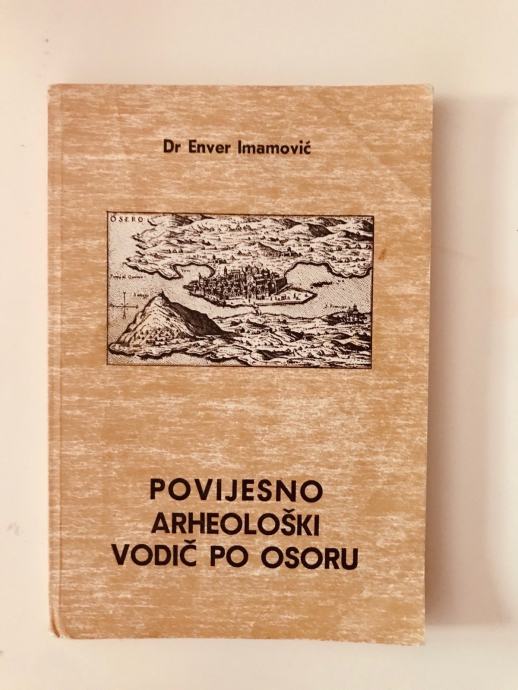 Dr Enver Imamović
OSERO
POVIJESNO
ARHEOLOŠKI
VODIČ PO OSORU